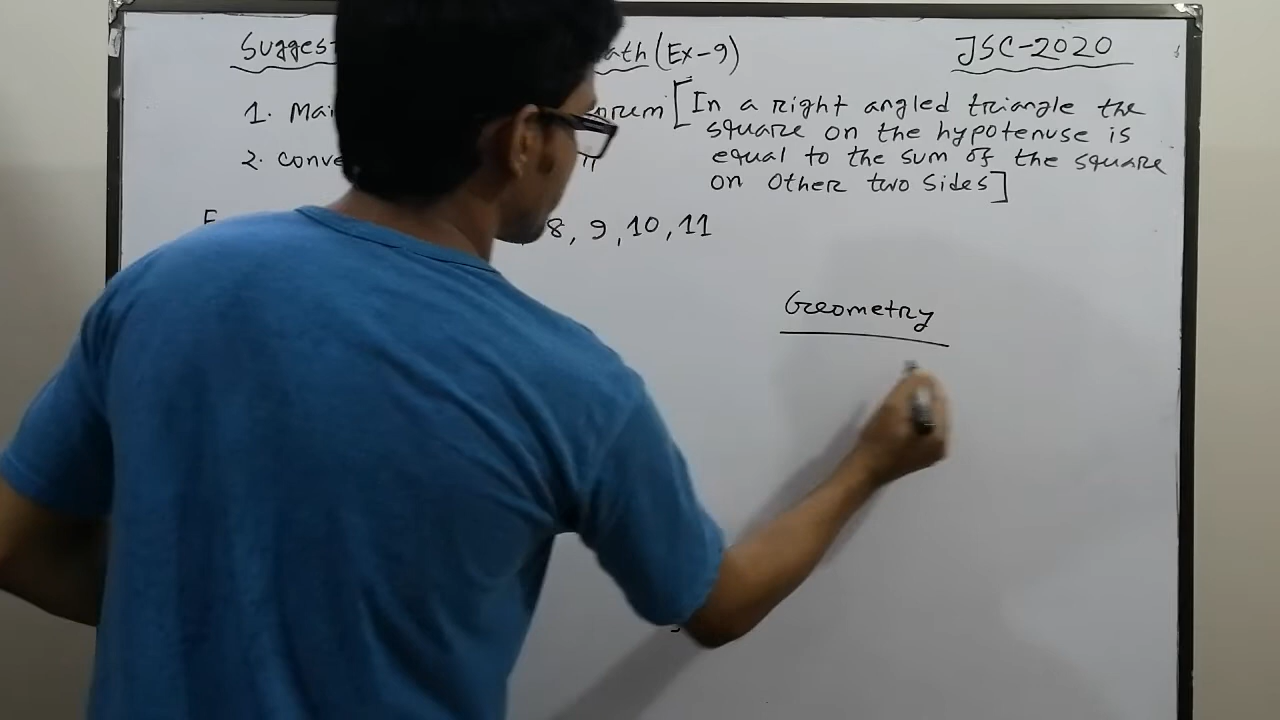 Suggest ath (Ex-9) JSC-2020
1. Mai orem [In a right angled triangle the
square on the hypotenuse is
equal to the sum of the square
on other two sides]
2. conve
8, 9, 10, 11
Geometry